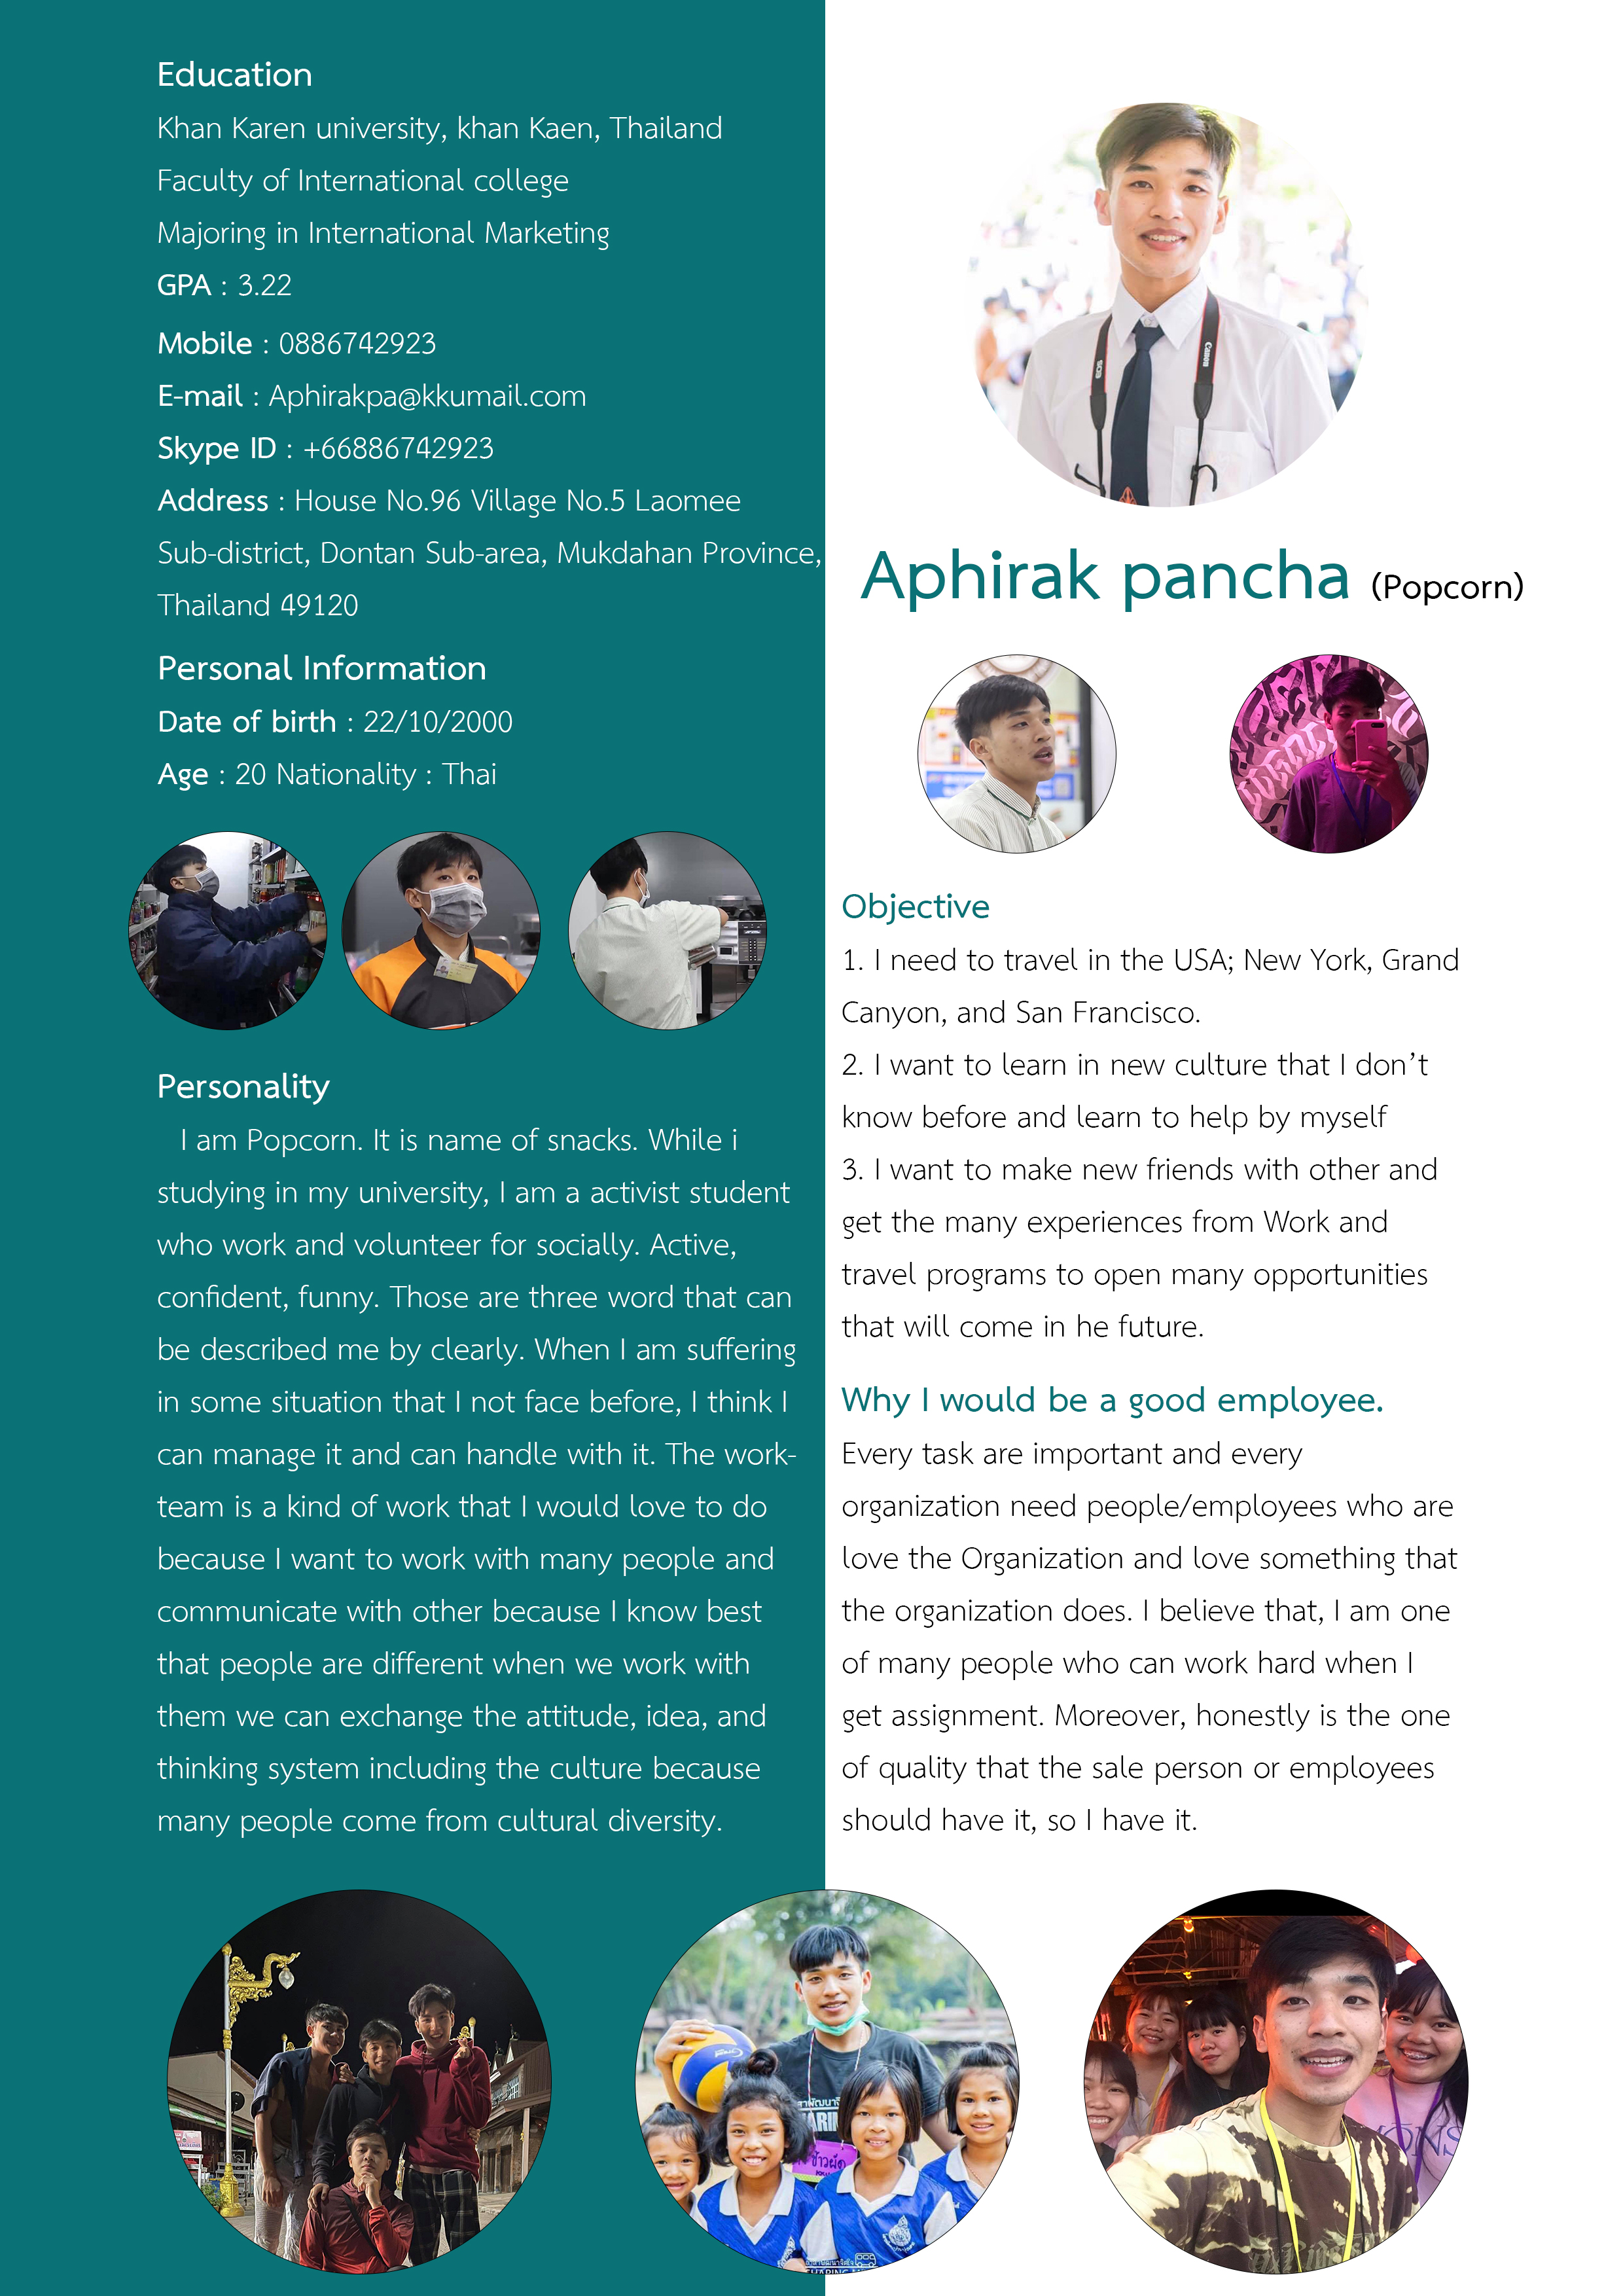 Education
Khan Karen university, khan Kaen, Thailand
Faculty of International college
Majoring in International Marketing
GPA : 3.22
Mobile : 0886742923
E-mail : Aphirakpa@kkumail.com
Skype ID : +66886742923
Address : House No.96 Village No.5 Laomee
Sub-district, Dontan Sub-area, Mukdahan Province,
Thailand 49120
Personal Information
Date of birth : 22/10/2000
Age : 20 Nationality : Thai
Personality
I am Popcorn. It is name of snacks. While i
studying in my university, I am a activist student
who work and volunteer for socially. Active,
confident, funny. Those are three word that can
be described me by clearly. When I am suffering
in some situation that I not face before, I think I
can manage it and can handle with it. The work-
team is a kind of work that I would love to do
because I want to work with many people and
communicate with other because I know best
that people are different when we work with
them we can exchange the attitude, idea, and
thinking system including the culture because
many people come from cultural diversity.
Canon
Aphirak pancha (Popcorn)
Objective
1. I need to travel in the USA; New York, Grand
Canyon, and San Francisco.
2. I want to learn in new culture that I don't
know before and learn to help by myself
3. I want to make new friends with other and
get the many experiences from Work and
travel programs to open many opportunities
that will come in he future.
Why I would be a good employee.
Every task are important and every
organization need people/employees who are
love the Organization and love something that
the organization does. I believe that, I am one
of many people who can work hard when I
get assignment. Moreover, honestly is the one
of quality that the sale person or employees
should have it, so I have it.
ข้าวผัด